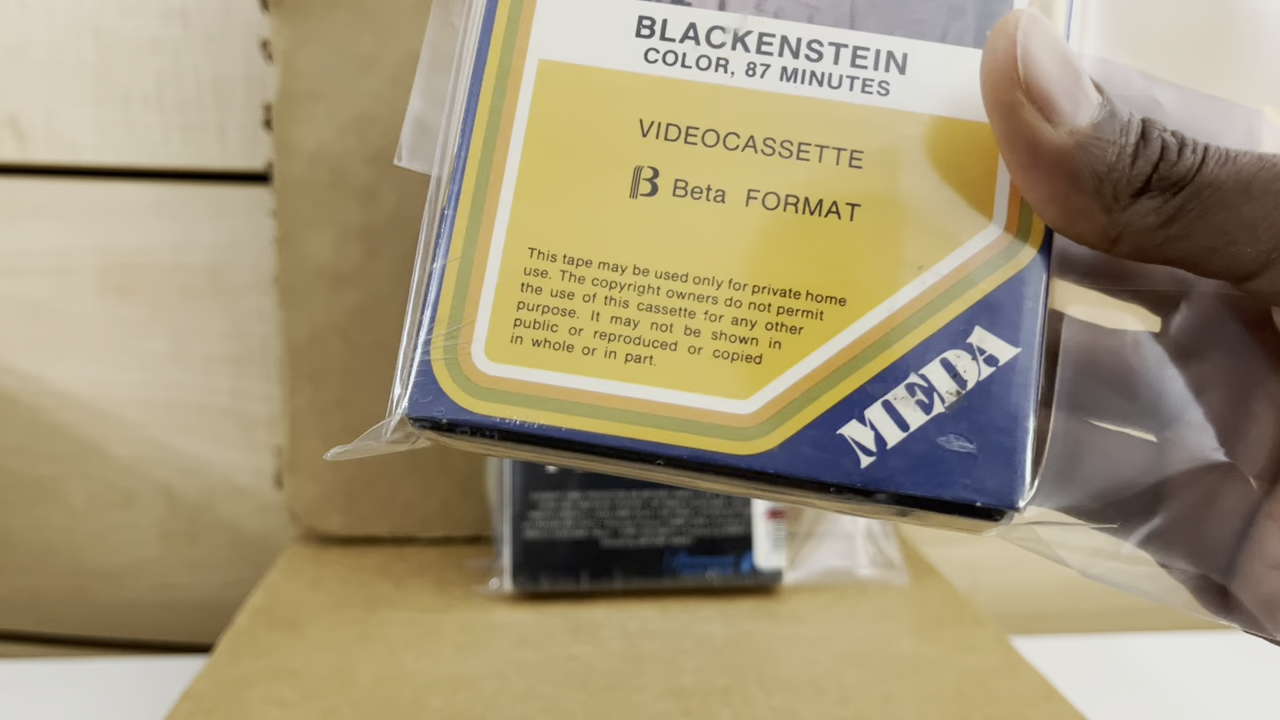 BLACKENSTEIN
COLOR, 87 MINUTES
VIDEOCASSETTE
B Beta FORMAT
This tape may be used only for private home
use. The copyright owners do not permit
the use of this cassette for any other
purpose. It may not be shown in
public or reproduced or copied
in whole or in part.
MEDA